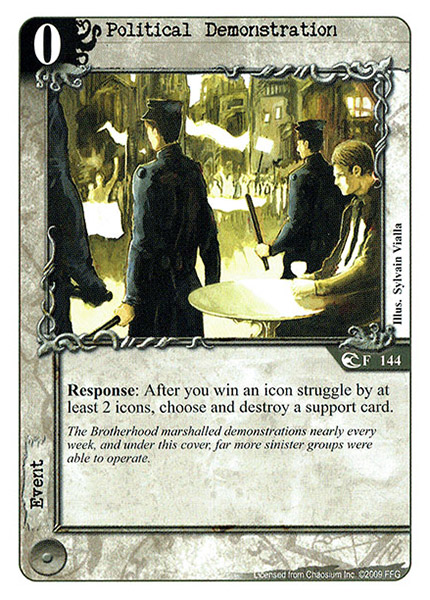 0
Political Demonstration
Illus. Sylvain Vialla
F 144
Response: After you win an icon struggle by at
least 2 icons, choose and destroy a support card.
The Brotherhood marshalled demonstrations nearly every
week, and under this cover, far more sinister groups were
able to operate.
Event
Licensed from Chaosium Inc. ©2009 FFG